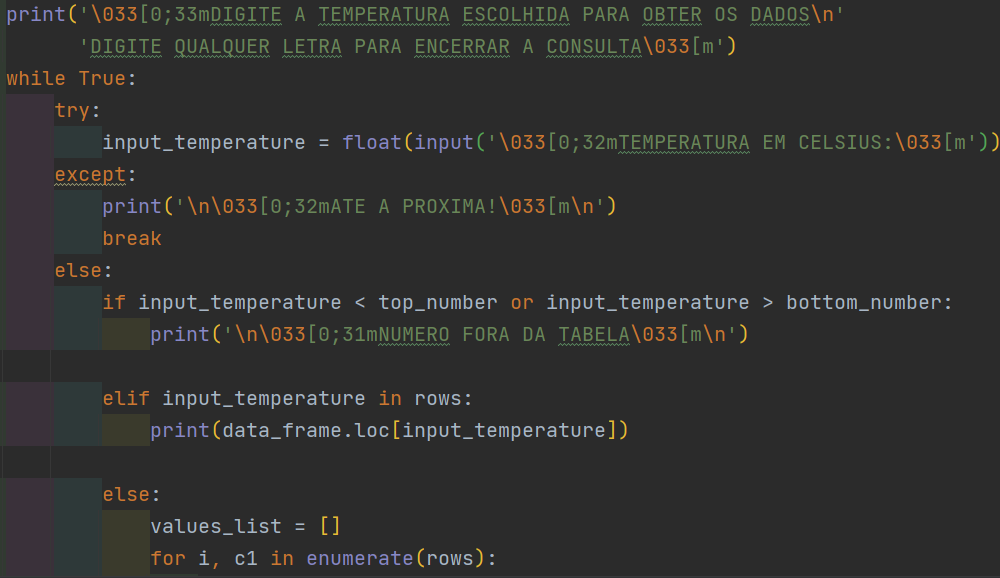 print('\033[0;33mDIGITE A TEMPERATURA ESCOLHIDA PARA OBTER OS DADOS\n'
'DIGITE QUALQUER LETRA PARA ENCERRAR A CONSULTA\033[m')
while True:
try:
input_temperature = float(input('\033[0;32mTEMPERATURA EM CELSIUS:\033[m'))
except:
print('\n\033[0;32mATE A PROXIMA!\033[m\n')
break
else:
if input_temperature < top_number or input_temperature > bottom_number:
print('\n\033[0;31mNUMERO FORA DA TABELA\033[m\n')
elif input_temperature in rows:
print(data_frame.loc[input_temperature])
else:
values_list = []
for i, c1 in enumerate(rows):